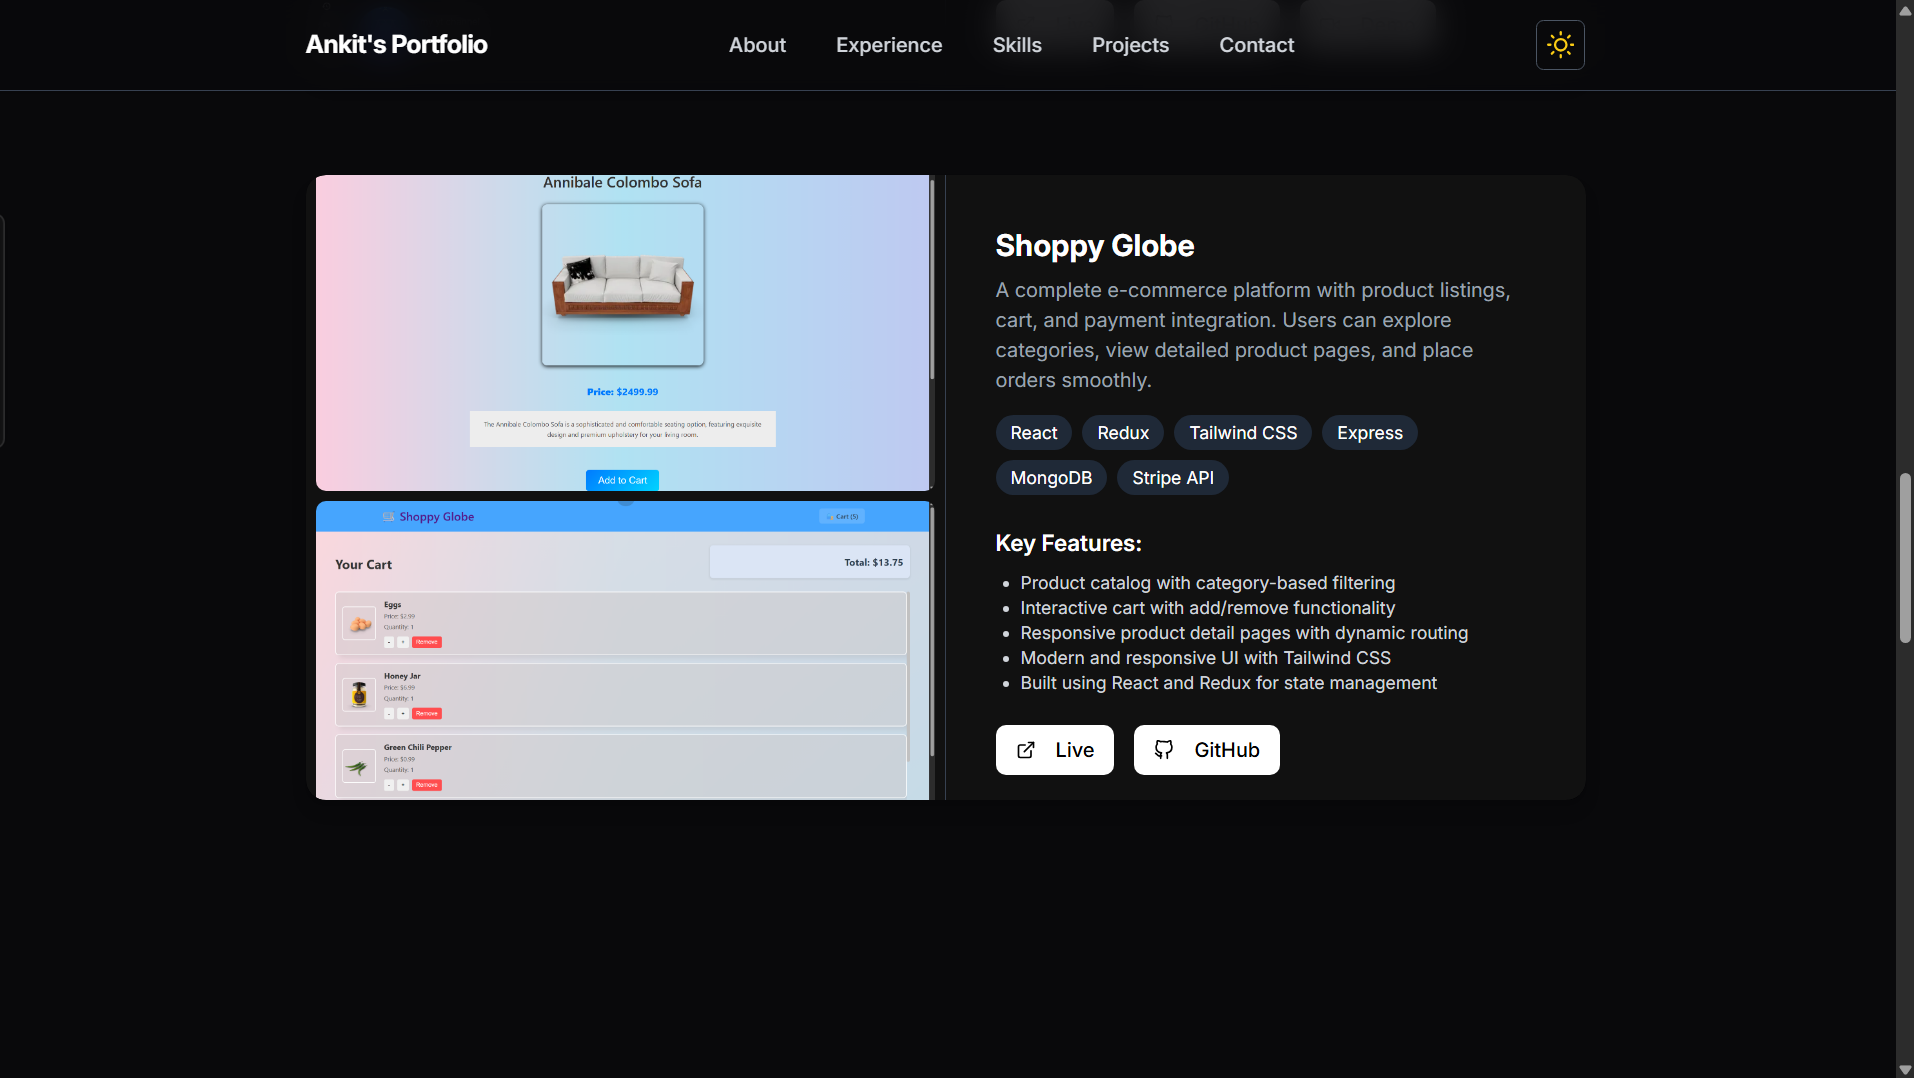 Ankit's Portfolio
About
Experience
Skills
Projects
Contact
Annibale Colombo Sofa
Price: $2499.99
The Annibale Colombo Sofa is a sophisticated and comfortable seating option, featuring exquisite
design and premium upholstery for your living room.
Add to Cart
Shoppy Globe
Cart (5)
Your Cart
Total: $13.75
Eggs
Price: $2.99
Quantity: 1
-
+
Remove
Honey Jar
Price: $6.99
Quantity: 1
-
+
Remove
Green Chili Pepper
Price: $0.99
Quantity: 1
-
+
Remove
Shoppy Globe
A complete e-commerce platform with product listings,
cart, and payment integration. Users can explore
categories, view detailed product pages, and place
orders smoothly.
React
Redux
Tailwind CSS
Express
MongoDB
Stripe API
Key Features:
• Product catalog with category-based filtering
• Interactive cart with add/remove functionality
• Responsive product detail pages with dynamic routing
• Modern and responsive UI with Tailwind CSS
• Built using React and Redux for state management
Live
GitHub